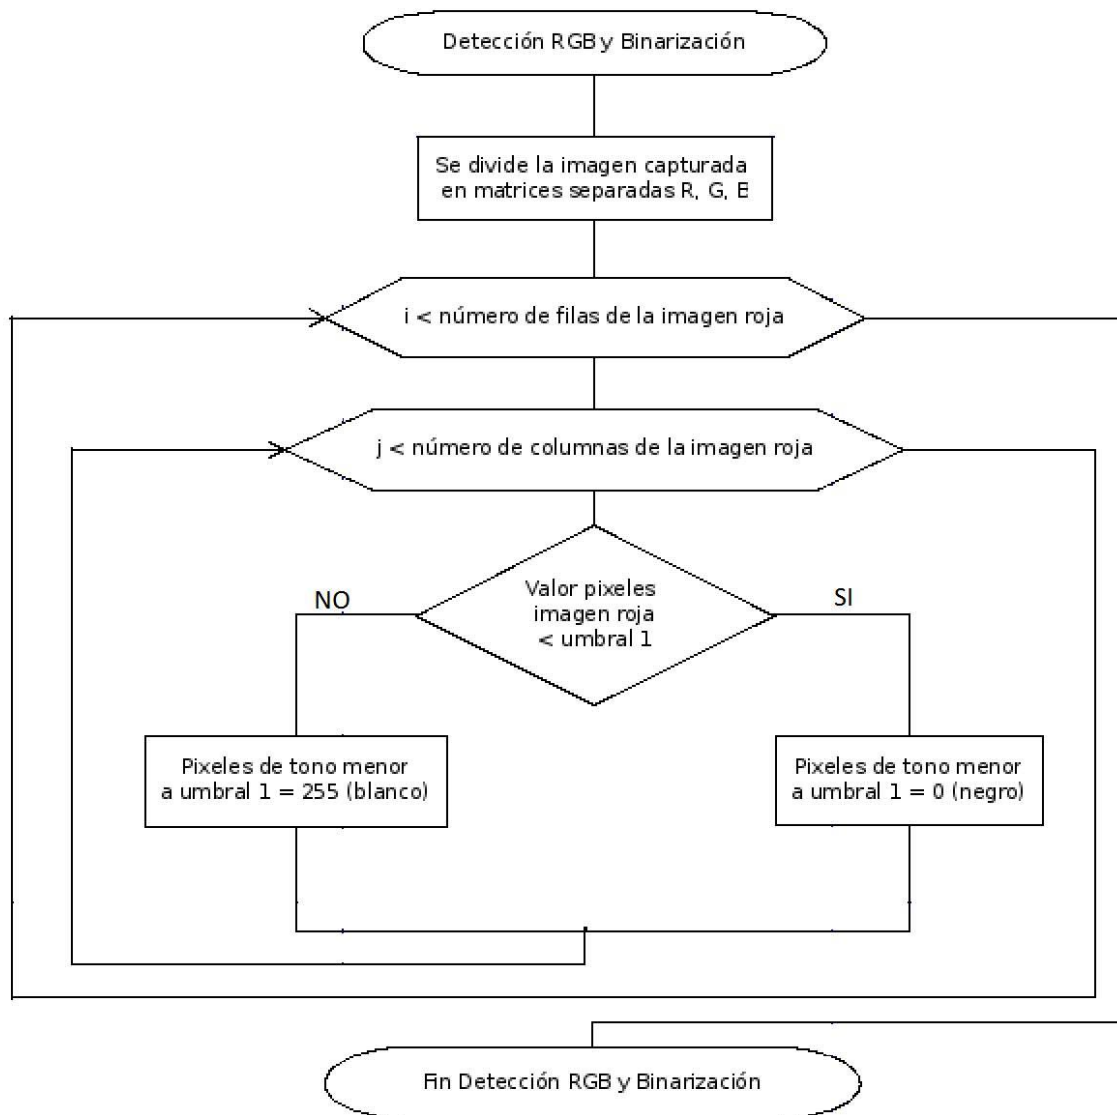 Detección RGB y Binarización
Se divide la imagen capturada
en matrices separadas R, G, B
i < número de filas de la imagen roja
j < número de columnas de la imagen roja
Valor pixeles
imagen roja
< umbral 1
NO
SI
Pixeles de tono menor
a umbral 1 = 255 (blanco)
Pixeles de tono menor
a umbral 1 = 0 (negro)
Fin Detección RGB y Binarización